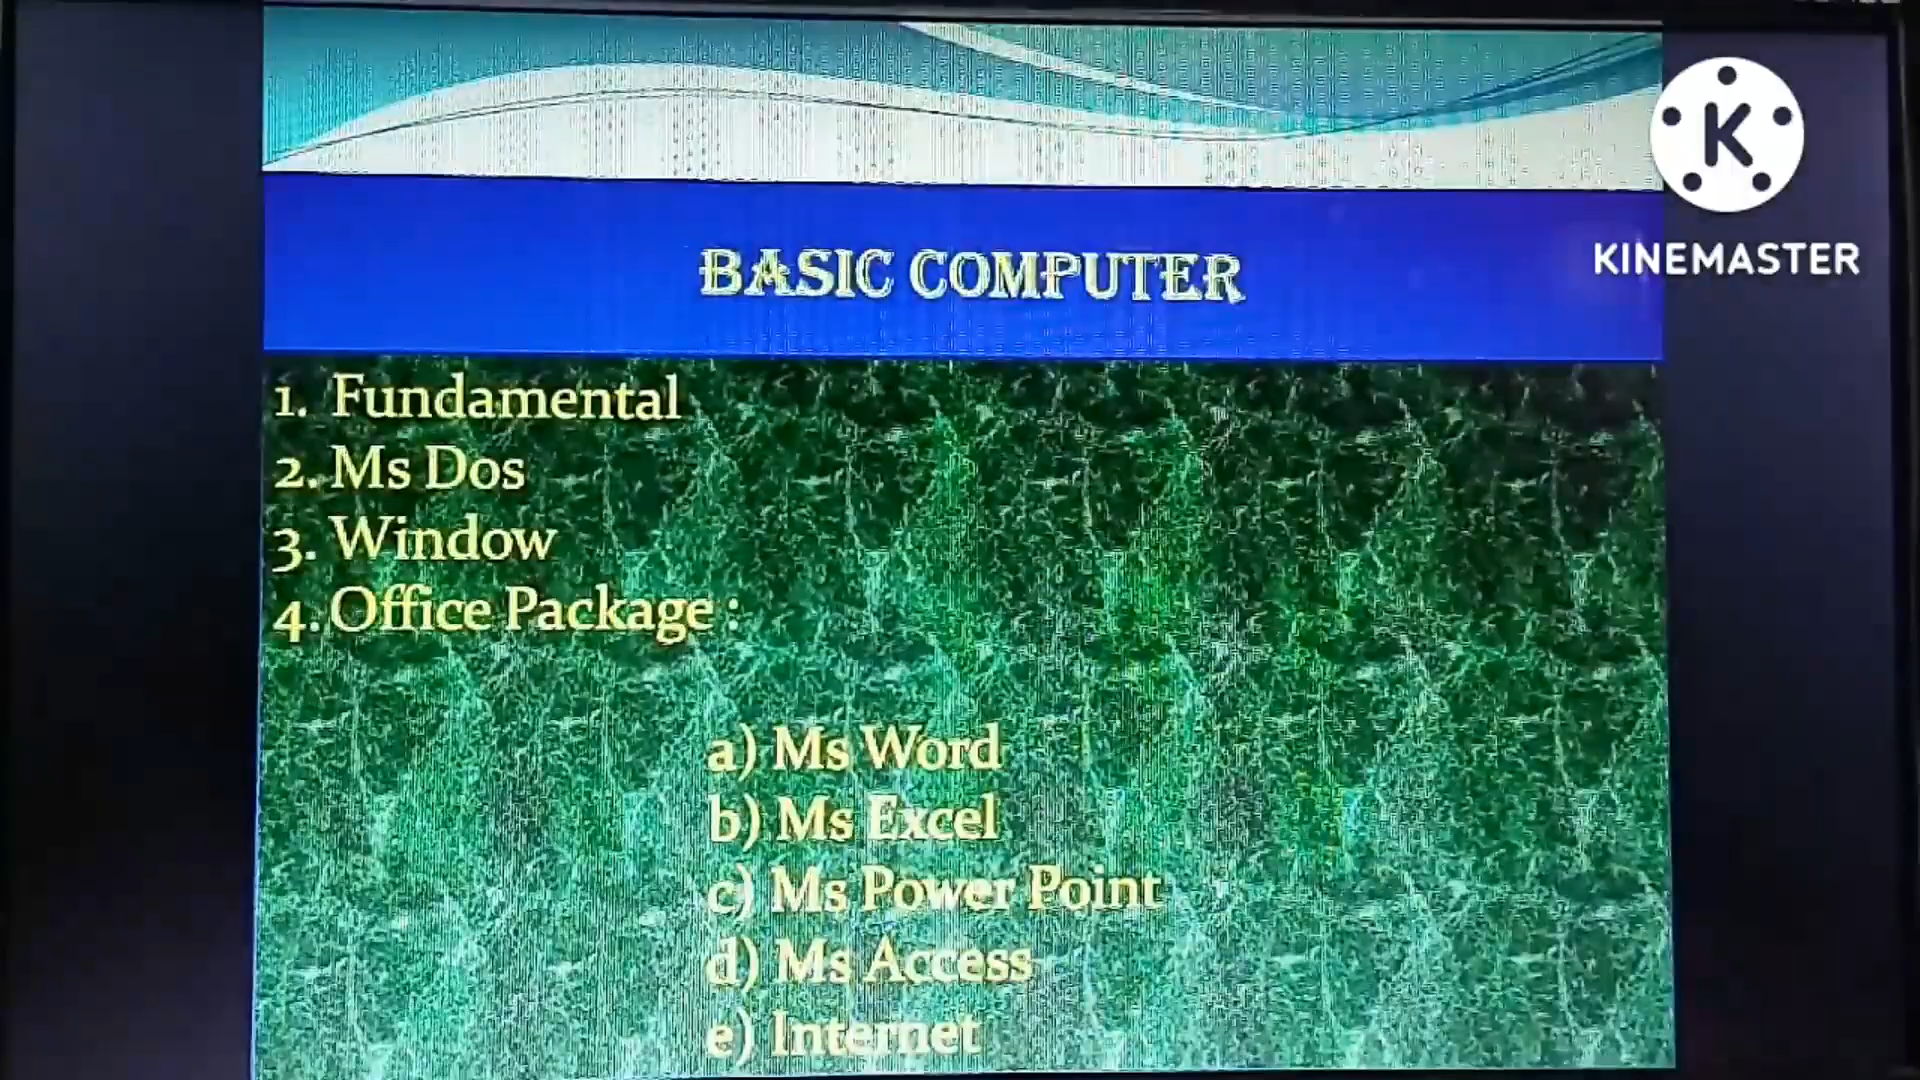 K
KINEMASTER
BASIC COMPUTER
1. Fundamental
2. Ms Dos
3. Window
4. Office Package :
a) Ms Word
b) Ms Excel
c) Ms Power Point
d) Ms Access
e) Internet